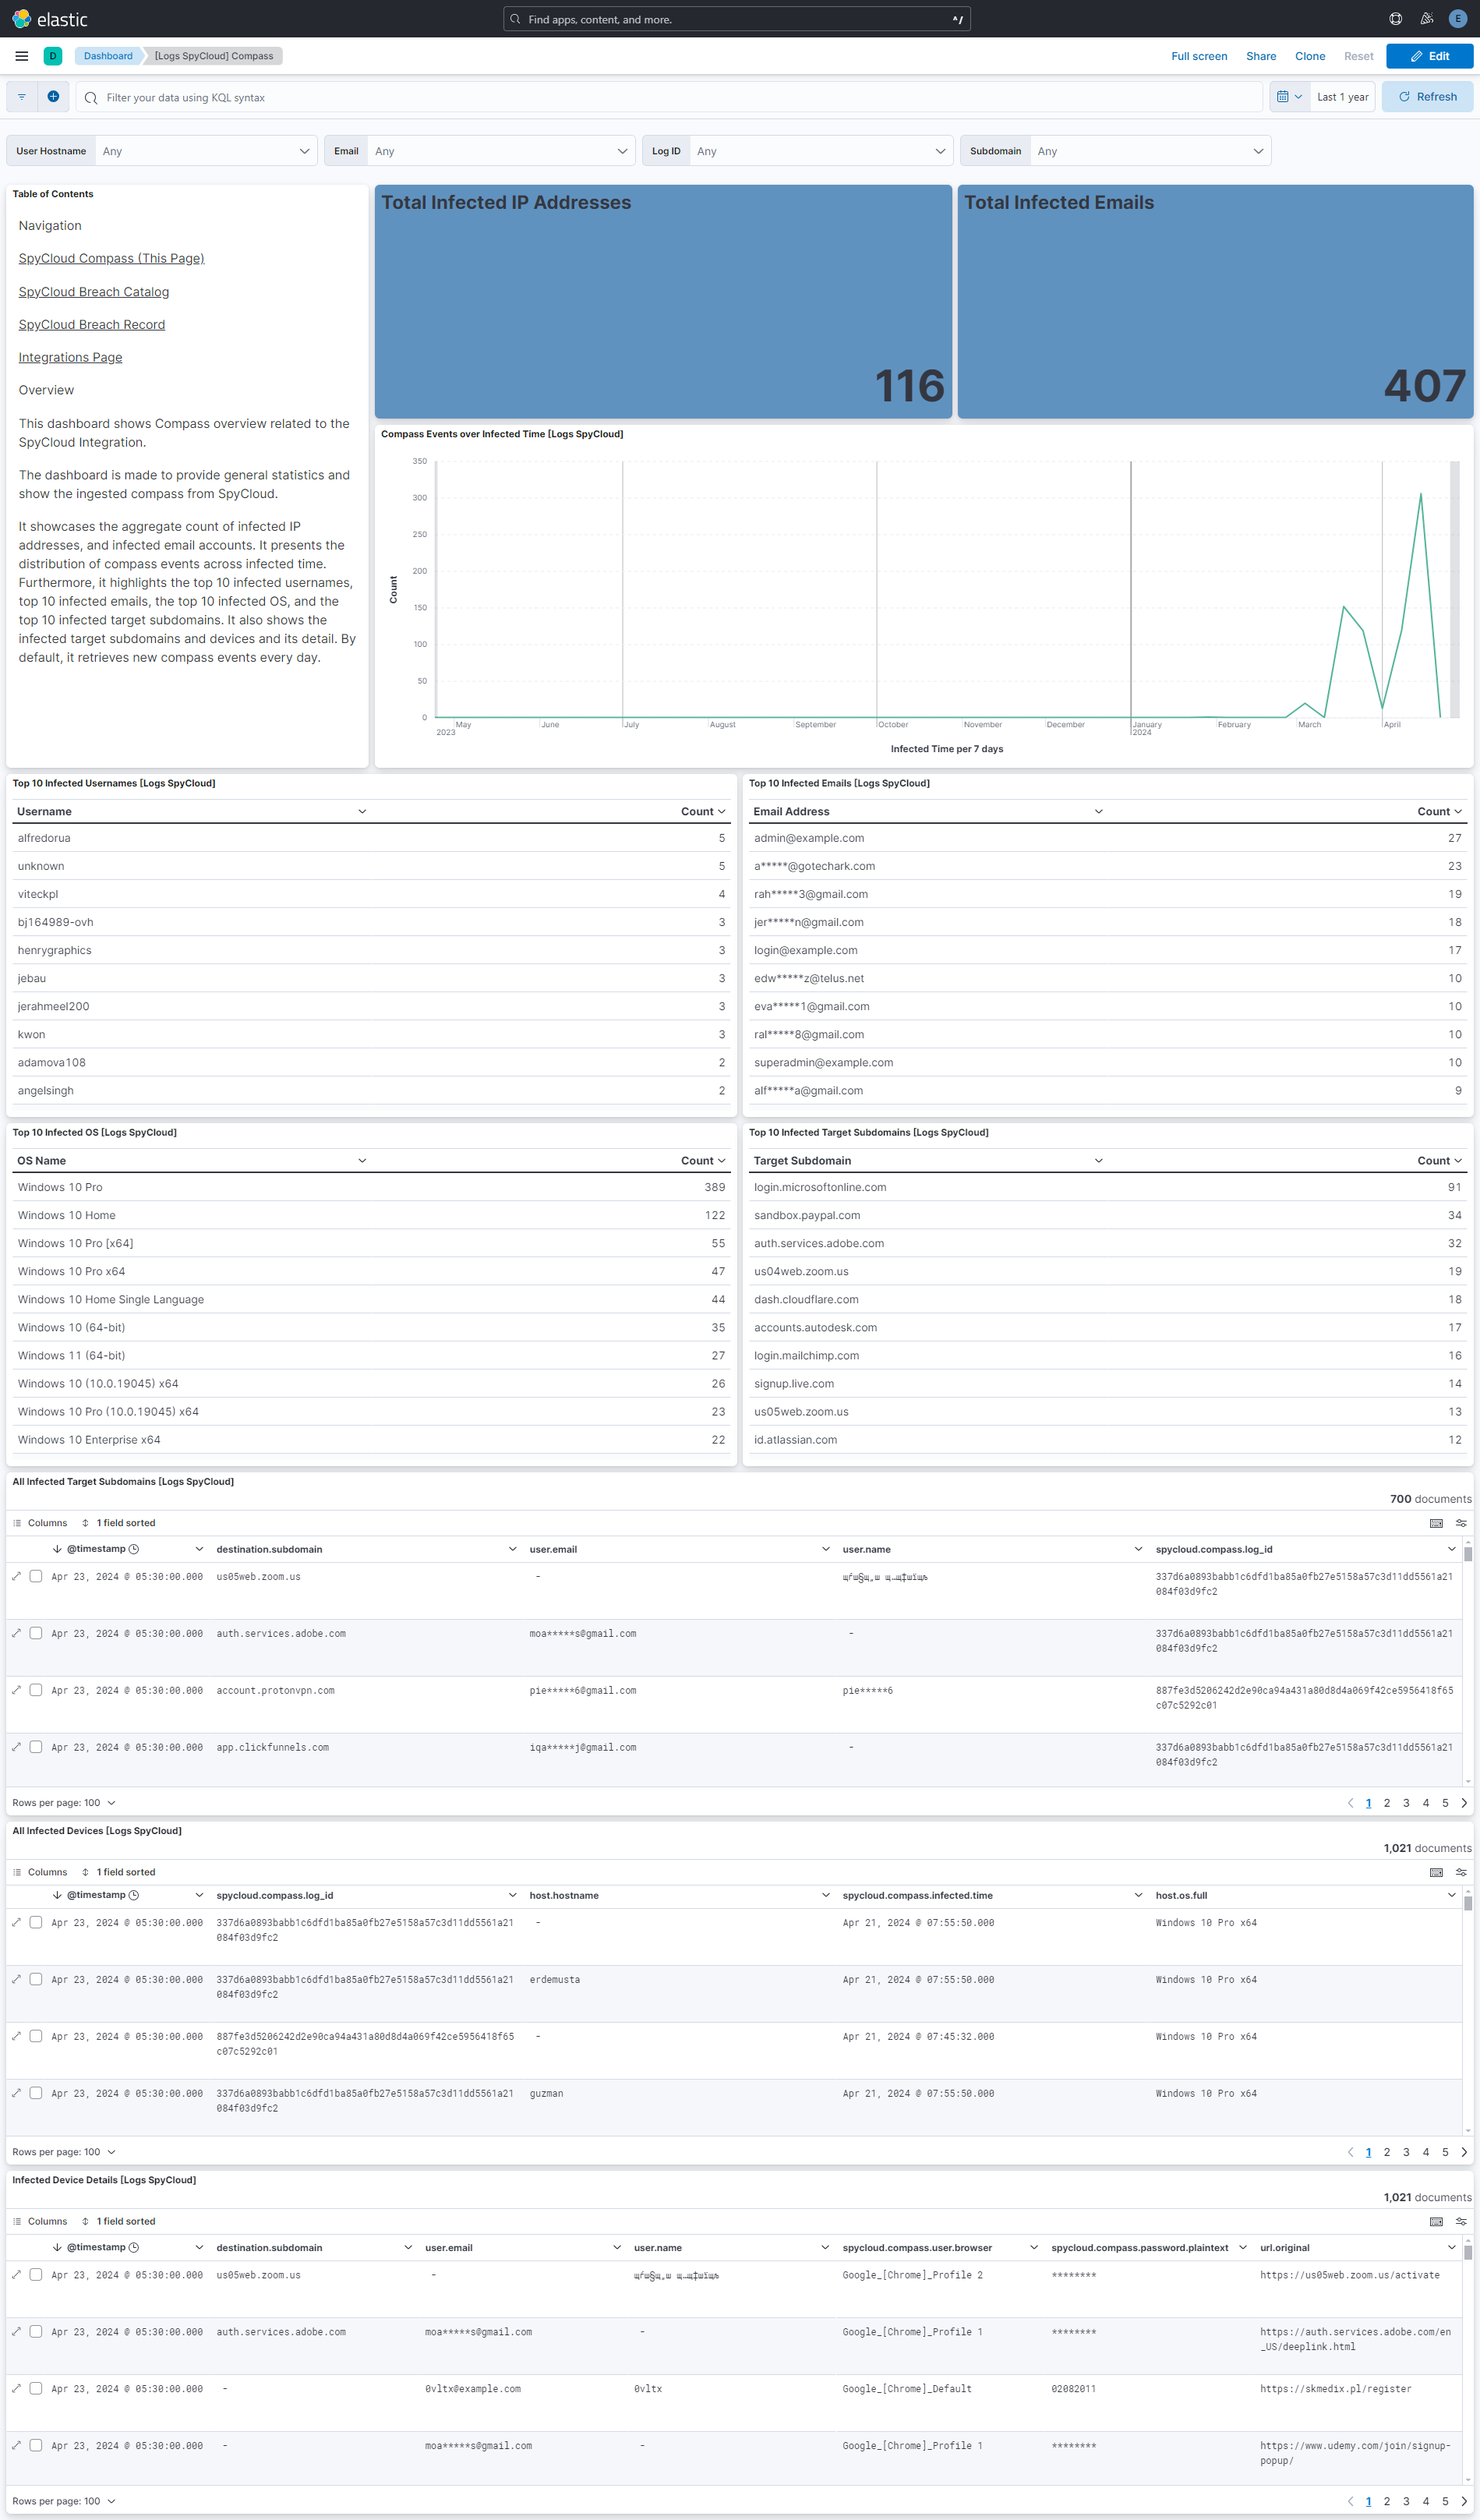 elastic
Find apps, content, and more.
^/
E
D
Dashboard
[Logs SpyCloud] Compass
Full screen
Share
Clone
Reset
Edit
Filter your data using KQL syntax
Last 1 year
Refresh
User Hostname Any
Email Any
Log ID Any
Subdomain Any
Table of Contents
Navigation
SpyCloud Compass (This Page)
SpyCloud Breach Catalog
SpyCloud Breach Record
Integrations Page
Overview
This dashboard shows Compass overview related to the
SpyCloud Integration.
The dashboard is made to provide general statistics and
show the ingested compass from SpyCloud.
It showcases the aggregate count of infected IP
addresses, and infected email accounts. It presents the
distribution of compass events across infected time.
Furthermore, it highlights the top 10 infected usernames,
top 10 infected emails, the top 10 infected OS, and the
top 10 infected target subdomains. It also shows the
infected target subdomains and devices and its detail. By
default, it retrieves new compass events every day.
Total Infected IP Addresses
116
Total Infected Emails
407
Compass Events over Infected Time [Logs SpyCloud]
350
300
250
200
150
100
50
0
Count
May June July August September October November December January February March April
2023 2024
Infected Time per 7 days
Top 10 Infected Usernames [Logs SpyCloud]
Username Count
alfredorua 5
unknown 5
viteckpl 4
bj164989-ovh 3
henrygraphics 3
jebau 3
jerahmeel200 3
kwon 3
adamova108 2
angelsingh 2
Top 10 Infected Emails [Logs SpyCloud]
Email Address Count
admin@example.com 27
a*****@gotechark.com 23
rah*****3@gmail.com 19
jer*****n@gmail.com 18
login@example.com 17
edw*****z@telus.net 10
eva*****1@gmail.com 10
ral*****8@gmail.com 10
superadmin@example.com 10
alf*****a@gmail.com 9
Top 10 Infected OS [Logs SpyCloud]
OS Name Count
Windows 10 Pro 389
Windows 10 Home 122
Windows 10 Pro [x64] 55
Windows 10 Pro x64 47
Windows 10 Home Single Language 44
Windows 10 (64-bit) 35
Windows 11 (64-bit) 27
Windows 10 (10.0.19045) x64 26
Windows 10 Pro (10.0.19045) x64 23
Windows 10 Enterprise x64 22
Top 10 Infected Target Subdomains [Logs SpyCloud]
Target Subdomain Count
login.microsoftonline.com 91
sandbox.paypal.com 34
auth.services.adobe.com 32
us04web.zoom.us 19
dash.cloudflare.com 18
accounts.autodesk.com 17
login.mailchimp.com 16
signup.live.com 14
us05web.zoom.us 13
id.atlassian.com 12
All Infected Target Subdomains [Logs SpyCloud]
700 documents
Columns 1 field sorted
@timestamp destination.subdomain user.email user.name spycloud.compass.log_id
Apr 23, 2024 @ 05:30:00.000 us05web.zoom.us - 337d6a0893babb1c6dfd1ba85a0fb27e5158a57c3d11dd5561a21
084f03d9fc2
Apr 23, 2024 @ 05:30:00.000 auth.services.adobe.com moa*****s@gmail.com - 337d6a0893babb1c6dfd1ba85a0fb27e5158a57c3d11dd5561a21
084f03d9fc2
Apr 23, 2024 @ 05:30:00.000 account.protonvpn.com pie*****6@gmail.com pie*****6 887fe3d5206242d2e90ca94a431a80d8d4a069f42ce5956418f65
c07c5292c01
Apr 23, 2024 @ 05:30:00.000 app.clickfunnels.com iqa*****j@gmail.com - 337d6a0893babb1c6dfd1ba85a0fb27e5158a57c3d11dd5561a21
084f03d9fc2
Rows per page: 100
1 2 3 4 5
All Infected Devices [Logs SpyCloud]
1,021 documents
Columns 1 field sorted
@timestamp spycloud.compass.log_id host.hostname spycloud.compass.infected.time host.os.full
Apr 23, 2024 @ 05:30:00.000 337d6a0893babb1c6dfd1ba85a0fb27e5158a57c3d11dd5561a21 - Apr 21, 2024 @ 07:55:50.000 Windows 10 Pro x64
084f03d9fc2
Apr 23, 2024 @ 05:30:00.000 337d6a0893babb1c6dfd1ba85a0fb27e5158a57c3d11dd5561a21 erdemusta Apr 21, 2024 @ 07:55:50.000 Windows 10 Pro x64
084f03d9fc2
Apr 23, 2024 @ 05:30:00.000 887fe3d5206242d2e90ca94a431a80d8d4a069f42ce5956418f65 - Apr 21, 2024 @ 07:45:32.000 Windows 10 Pro x64
c07c5292c01
Apr 23, 2024 @ 05:30:00.000 337d6a0893babb1c6dfd1ba85a0fb27e5158a57c3d11dd5561a21 guzman Apr 21, 2024 @ 07:55:50.000 Windows 10 Pro x64
084f03d9fc2
Rows per page: 100
1 2 3 4 5
Infected Device Details [Logs SpyCloud]
1,021 documents
Columns 1 field sorted
@timestamp destination.subdomain user.email user.name spycloud.compass.user.browser spycloud.compass.password.plaintext url.original
Apr 23, 2024 @ 05:30:00.000 us05web.zoom.us - Google_[Chrome]_Profile 2 ******** https://us05web.zoom.us/activate
Apr 23, 2024 @ 05:30:00.000 auth.services.adobe.com moa*****s@gmail.com - Google_[Chrome]_Profile 1 ******** https://auth.services.adobe.com/en
_US/deeplink.html
Apr 23, 2024 @ 05:30:00.000 - 0vltx@example.com 0vltx Google_[Chrome]_Default 02082011 https://skmedix.pl/register
Apr 23, 2024 @ 05:30:00.000 - moa*****s@gmail.com - Google_[Chrome]_Profile 1 ******** https://www.udemy.com/join/signup-
popup/
Rows per page: 100
1 2 3 4 5